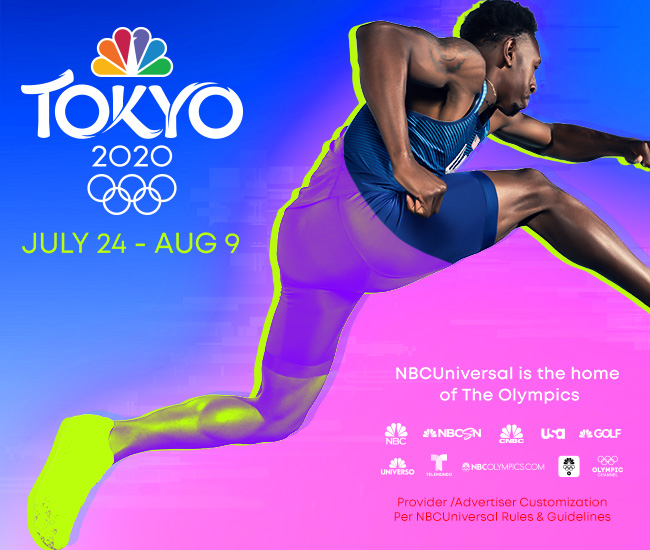 TOKYO
2020
JULY 24 - AUG 9
NBCUniversal is the home
of The Olympics
NBC NBCSN CNBC USA GOLF
UNIVERSO TELEMUNDO NBCOLYMPICS.COM OLYMPIC CHANNEL
Provider /Advertiser Customization
Per NBCUniversal Rules & Guidelines